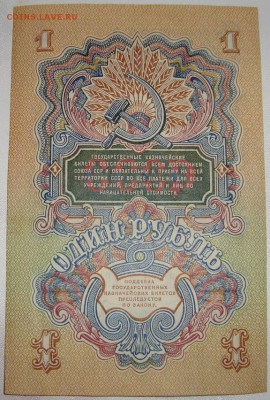 COINS.LAVE.RU
1 1
ГОСУДАРСТВЕННЫЕ КАЗНАЧЕЙСКИЕ
БИЛЕТЫ ОБЕСПЕЧИВАЮТСЯ ВСЕМ ДОСТОЯНИЕМ
СОЮЗА ССР И ОБЯЗАТЕЛЬНЫ К ПРИЕМУ НА ВСЕЙ
ТЕРРИТОРИИ СССР ВО ВСЕ ПЛАТЕЖИ ДЛЯ ВСЕХ
УЧРЕЖДЕНИЙ, ПРЕДПРИЯТИЙ И ЛИЦ ПО
НАРИЦАТЕЛЬНОЙ СТОИМОСТИ.
ОДИН РУБЛЬ
ПОДДЕЛКА
ГОСУДАРСТВЕННЫХ
КАЗНАЧЕЙСКИХ БИЛЕТОВ
ПРЕСЛЕДУЕТСЯ
ПО ЗАКОНУ.
1 1